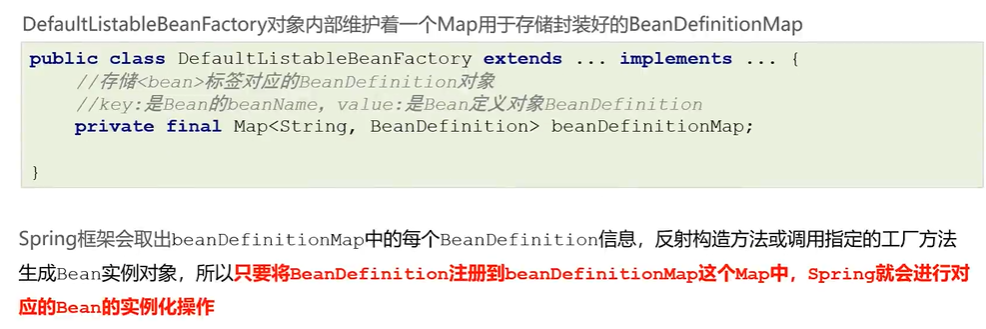 DefaultListableBeanFactory对象内部维护着一个Map用于存储封装好的BeanDefinitionMap
public class DefaultListableBeanFactory extends ... implements ... {
//存储<bean>标签对应的BeanDefinition对象
//key:是Bean的beanName，value:是Bean定义对象BeanDefinition
private final Map<String, BeanDefinition> beanDefinitionMap;
}
Spring框架会取出beanDefinitionMap中的每个BeanDefinition信息，反射构造方法或调用指定的工厂方法
生成Bean实例对象，所以只要将BeanDefinition注册到beanDefinitionMap这个Map中，Spring就会进行对
应的Bean的实例化操作